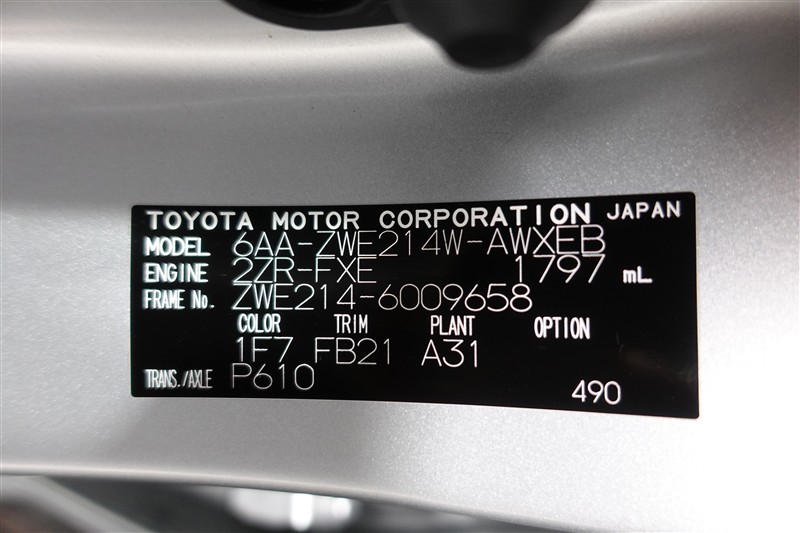 TOYOTA MOTOR CORPORATION JAPAN
MODEL 6AA-ZWE214W-AWXEB
ENGINE 2ZR-FXE 1797 mL
FRAME No. ZWE214-6009658
COLOR TRIM PLANT OPTION
1F7 FB21 A31
TRANS./AXLE P610
490